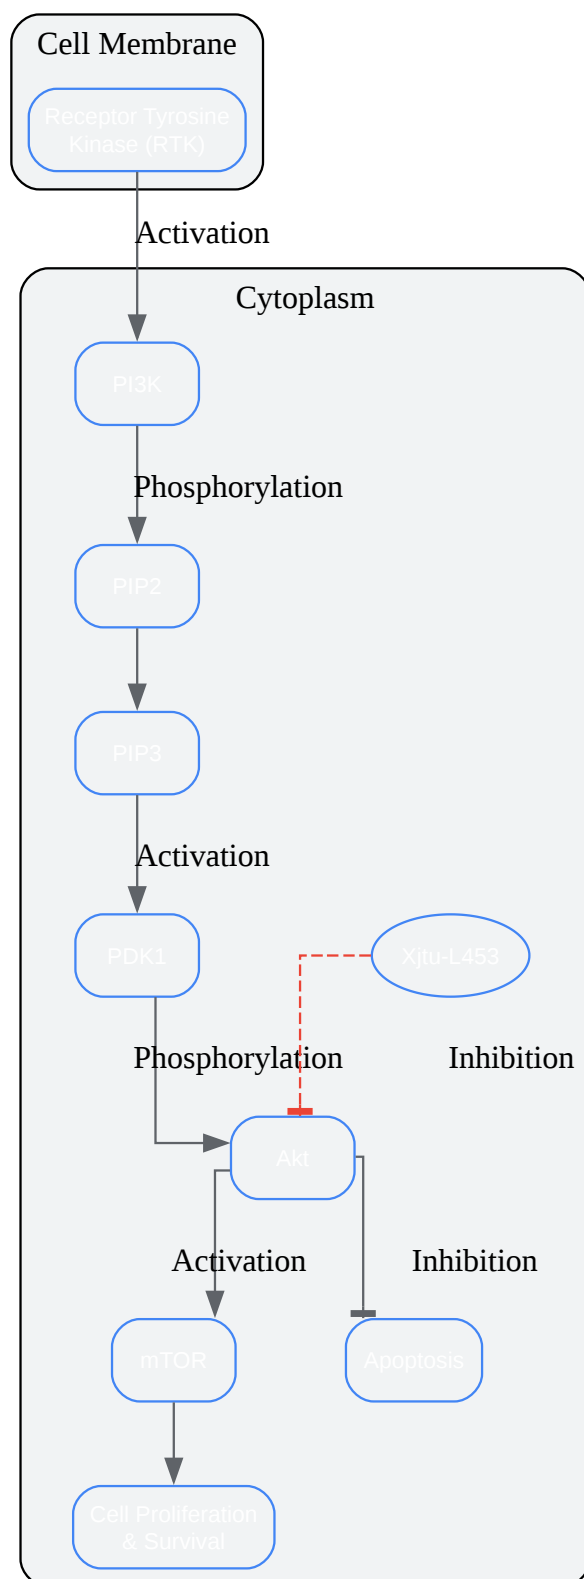 Cell Membrane
Receptor Tyrosine
Kinase (RTK)
Activation
Cytoplasm
PI3K
Phosphorylation
PIP2
PIP3
Activation
PDK1
Xjtu-L453
Phosphorylation
Inhibition
Akt
Activation
Inhibition
mTOR
Apoptosis
Cell Proliferation
& Survival